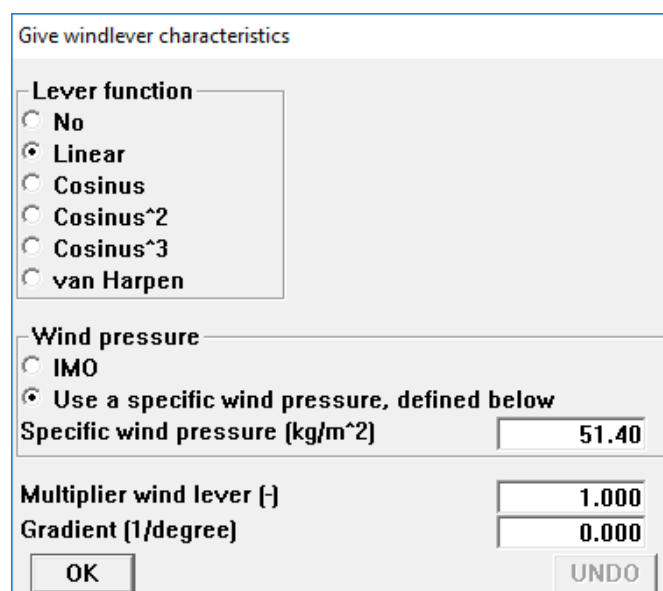 Give windlever characteristics
Lever function
No
Linear
Cosinus
Cosinus^2
Cosinus^3
van Harpen
Wind pressure
IMO
Use a specific wind pressure, defined below
Specific wind pressure (kg/m^2) 51.40
Multiplier wind lever (-) 1.000
Gradient (1/degree) 0.000
OK UNDO